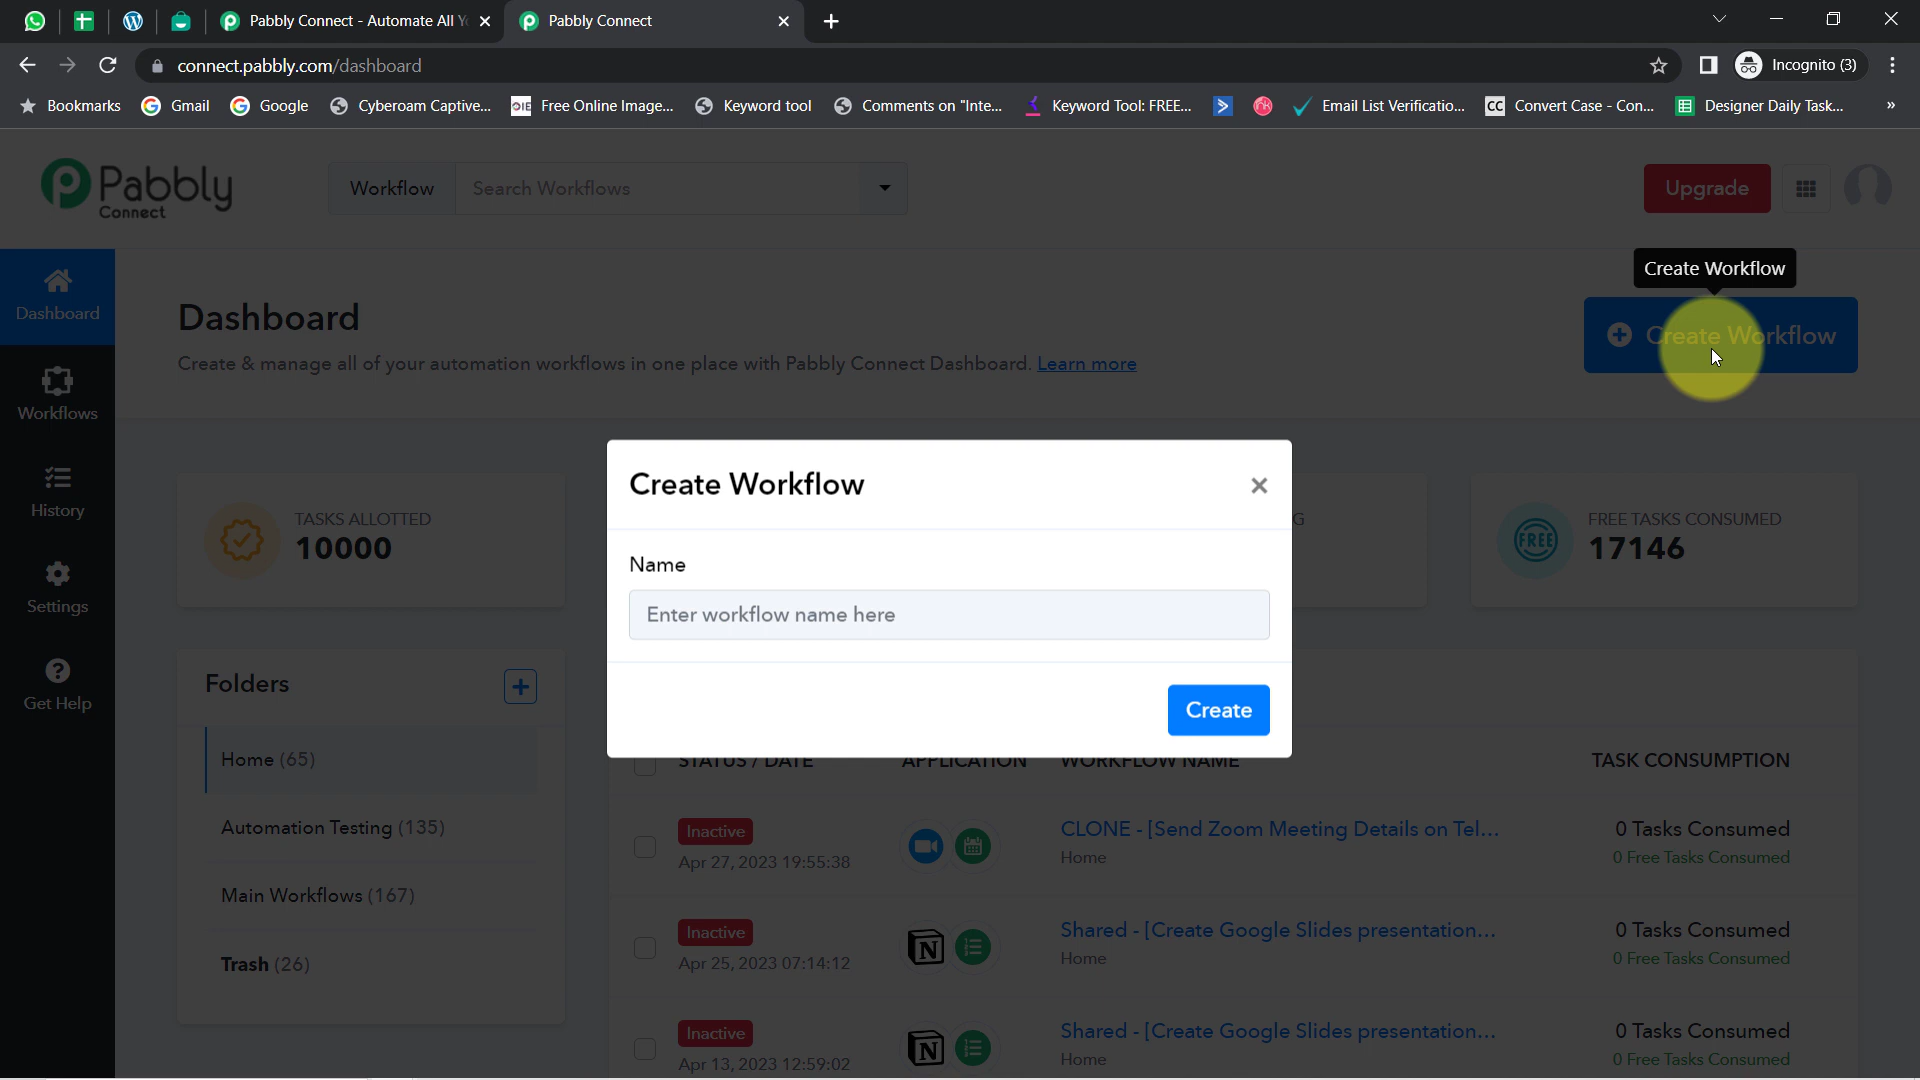 Pabbly Connect - Automate All Y
Pabbly Connect
connect.pabbly.com/dashboard
Incognito (3)
Bookmarks
Gmail
Google
Cyberoam Captive...
Free Online Image...
Keyword tool
Comments on "Inte...
Keyword Tool: FREE...
Email List Verificatio...
CC Convert Case - Con...
Designer Daily Task...
»
Pabbly
Connect
Workflow
Search Workflows
Upgrade
Create Workflow
Dashboard
Create Workflow
Create & manage all of your automation workflows in one place with Pabbly Connect Dashboard. Learn more
Dashboard
Workflows
History
Settings
Get Help
TASKS ALLOTTED
10000
G
FREE
FREE TASKS CONSUMED
17146
Create Workflow
Name
Enter workflow name here
Create
Folders
Home (65)
Automation Testing (135)
Main Workflows (167)
Trash (26)
STATUS / DATE
APPLICATION
WORKFLOW NAME
TASK CONSUMPTION
Inactive
Apr 27, 2023 19:55:38
CLONE - [Send Zoom Meeting Details on Tel...
Home
0 Tasks Consumed
0 Free Tasks Consumed
Inactive
Apr 25, 2023 07:14:12
Shared - [Create Google Slides presentation...
Home
0 Tasks Consumed
0 Free Tasks Consumed
Inactive
Apr 13, 2023 12:59:02
Shared - [Create Google Slides presentation...
Home
0 Tasks Consumed
0 Free Tasks Consumed